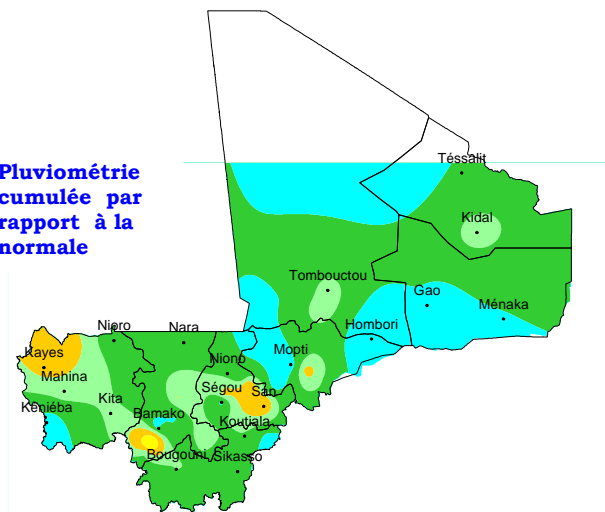 Téssalit
Pluviométrie
cumulée par
rapport à la
normale
Kidal
Tombouctou
Gao
Ménaka
Nioro
Nara
Hombori
Kayes
Mopti
Niono
Mahina
Ségou
San
Kéniéba
Kita
Bamako
Koutiala
Bougouni
Sikasso